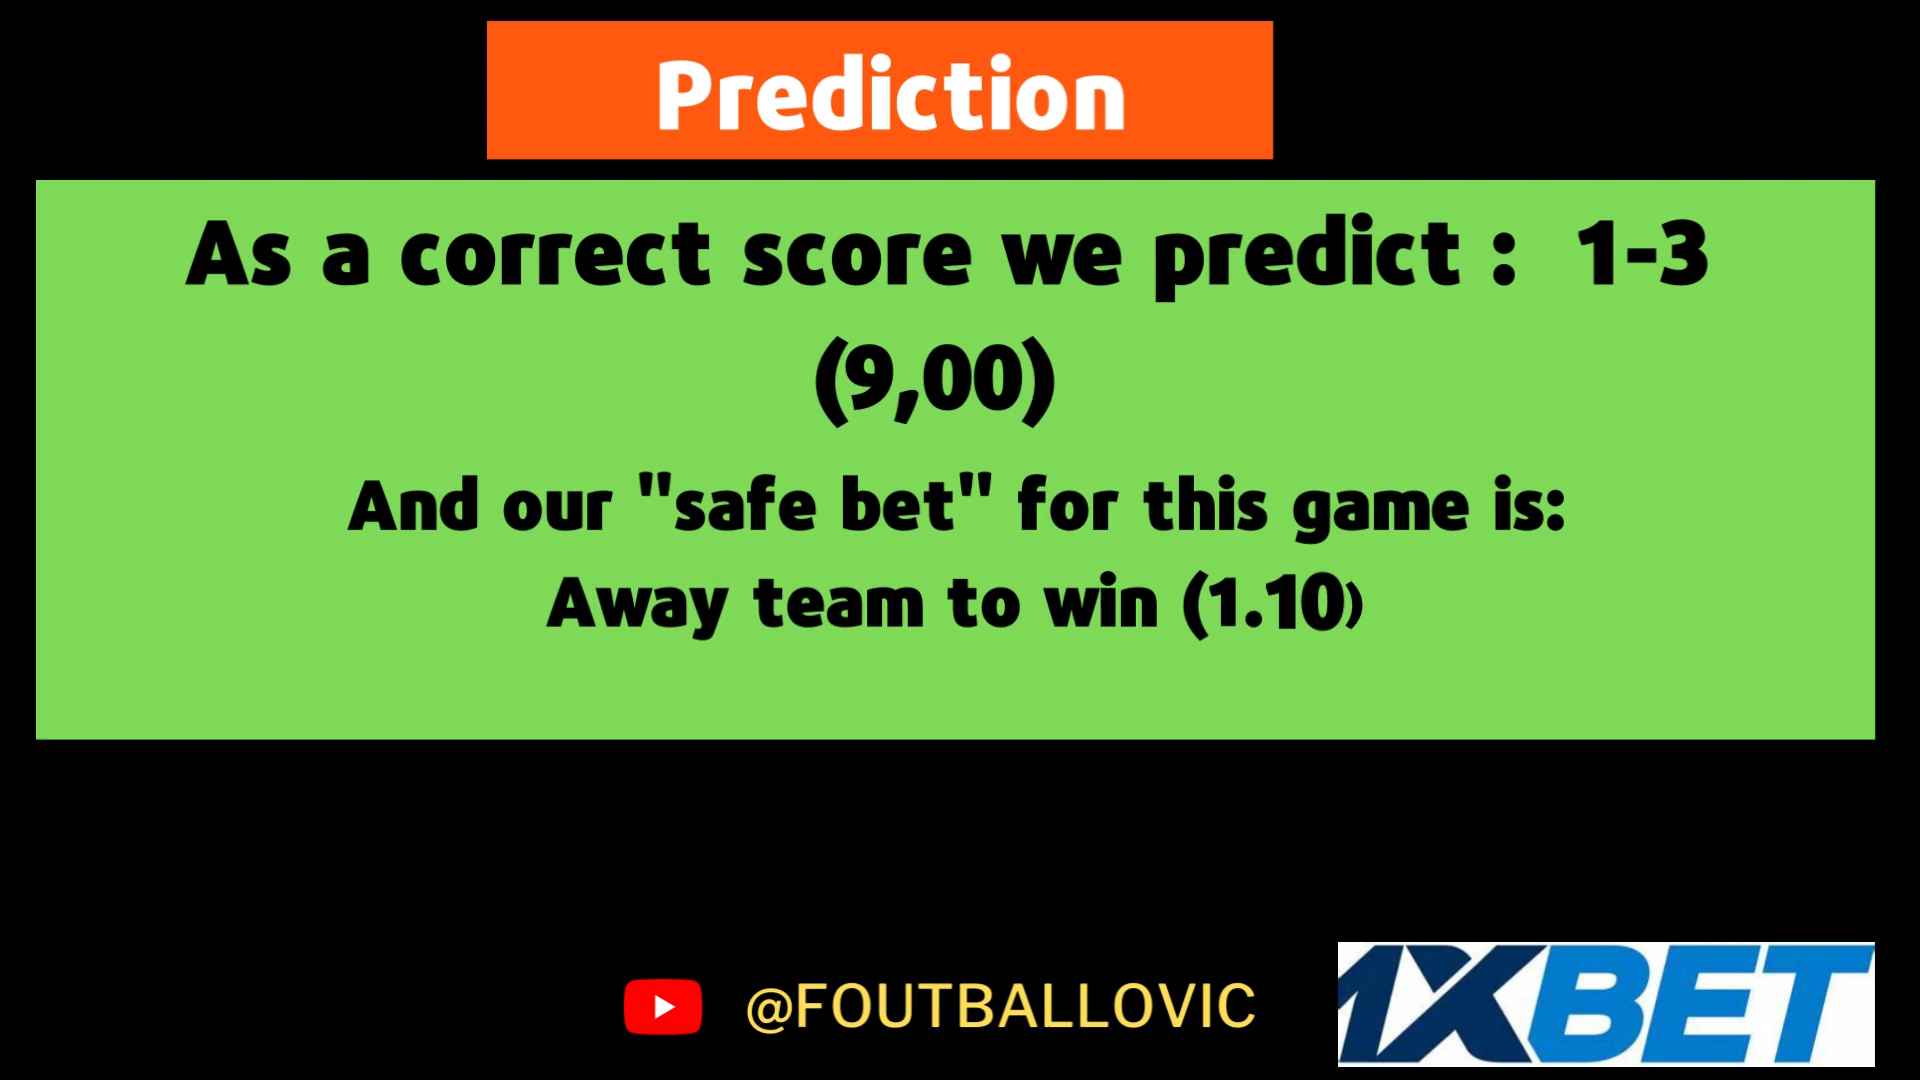 Prediction
As a correct score we predict : 1-3
(9,00)
And our "safe bet" for this game is:
Away team to win (1.10)
@FOUTBALLOVIC
1XBET